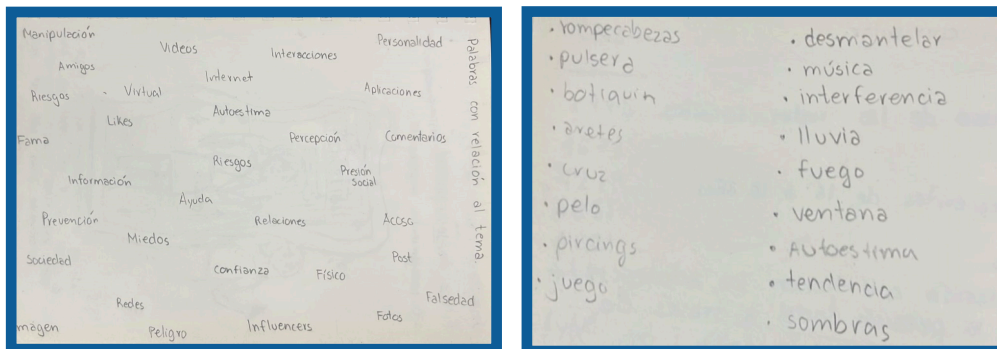 Manipulación
Videos
Interacciones
Personalidad
Amigos
Internet
Riesgos
Virtual
Aplicaciones
Likes
Autoestima
Fama
Percepción
Comentarios
Riesgos
Presión
Social
Información
Ayuda
Prevención
Relaciones
Acoso
Miedos
Sociedad
Confianza
Físico
Post
Redes
Falsedad
magen
Peligro
Influencers
Fotos
Palabras con relación al tema.
• rompecabezas
• pulsera
• botiquin
• aretes
• cruz
• pelo
• pircings
• juego
• desmantelar
• música
• interferencia
• lluvia
• fuego
• ventana
• Autoestima
• tendencia
• sombras